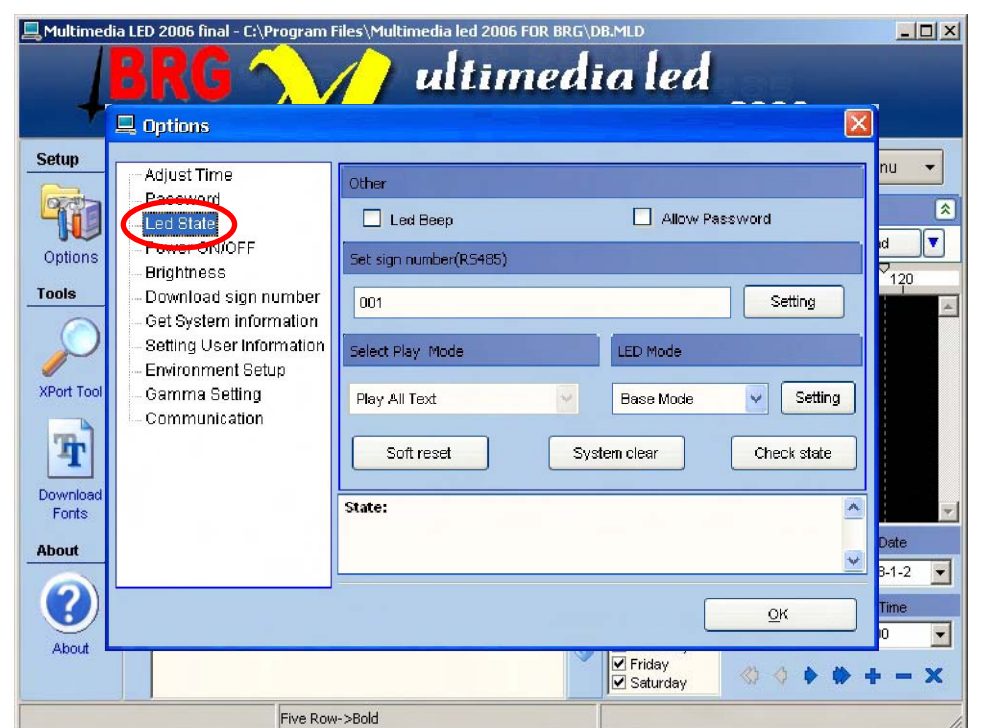 Multimedia LED 2006 final - C:\Program Files\Multimedia led 2006 FOR BRG\DB.MLD
BRG M ultimedia led
Options
Setup
Options
Tools
XPort Tool
Download
Fonts
About
About
Adjust Time
Password
Led State
Power ON/OFF
Brightness
Download sign number
Get System information
Setting User Information
Environment Setup
Gamma Setting
Communication
Other
Led Beep
Allow Password
Set sign number(RS485)
001
Setting
Select Play Mode
LED Mode
Play All Text
Base Mode
Setting
Soft reset
System clear
Check state
State:
OK
nu
120
Date
3-1-2
Time
Friday
Saturday
Five Row->Bold